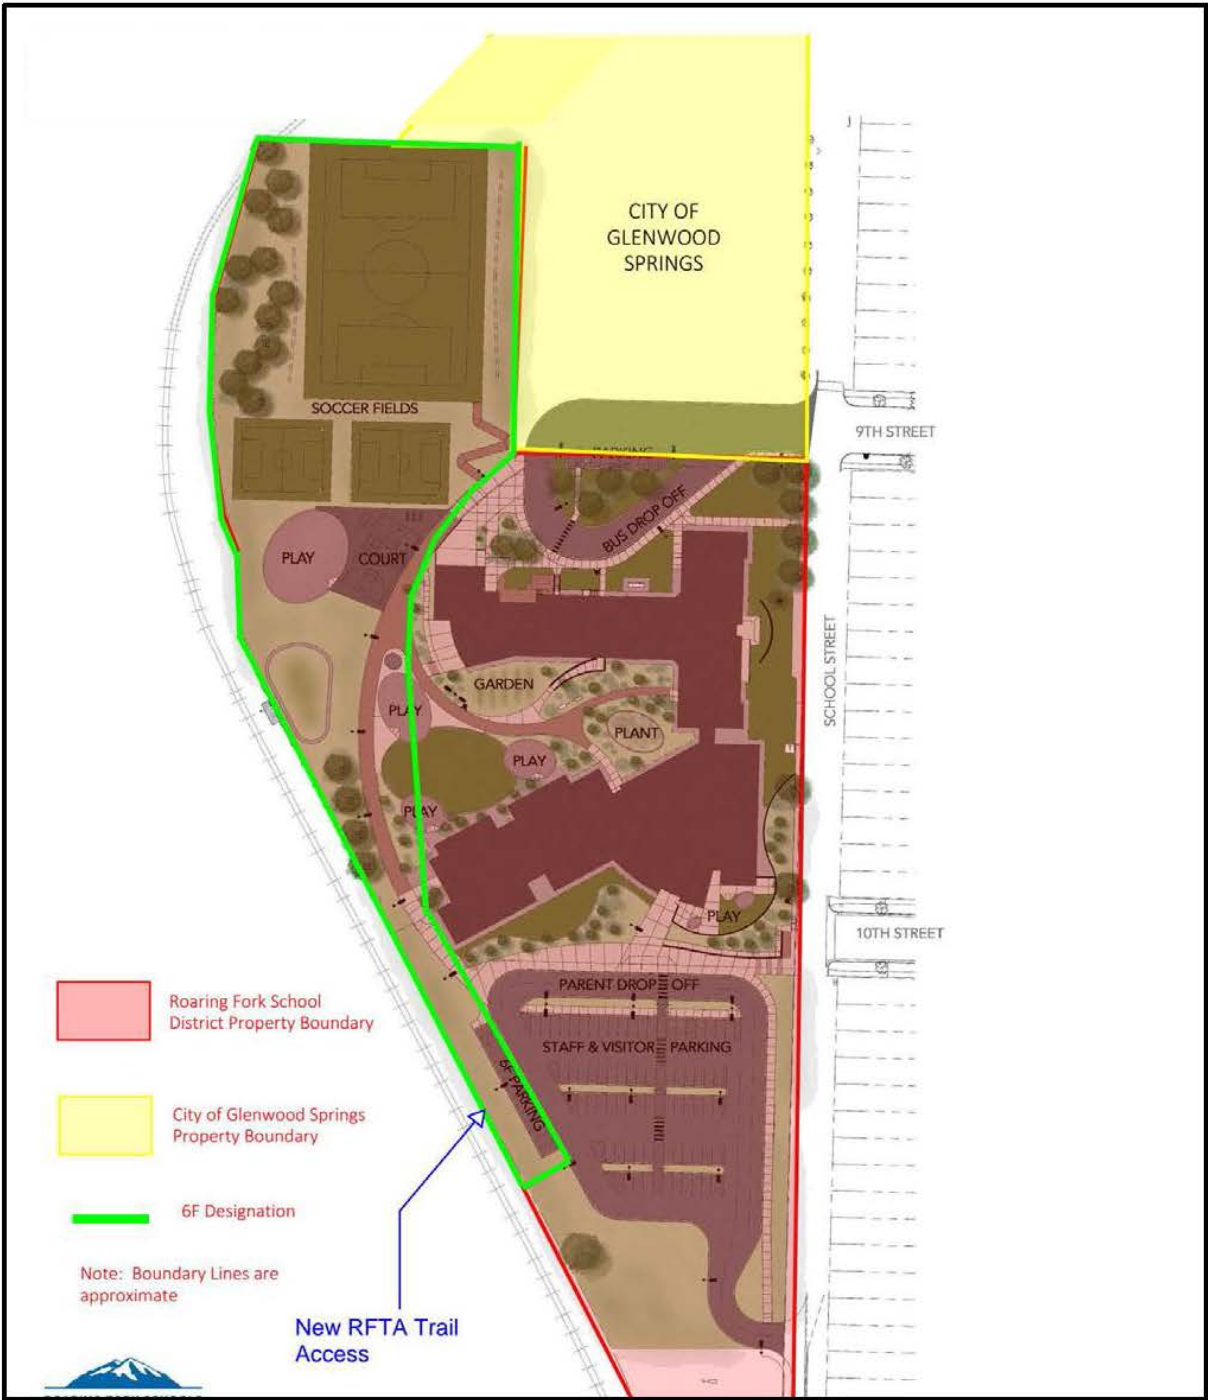 CITY OF
GLENWOOD
SPRINGS
SOCCER FIELDS
9TH STREET
PARKING
BUS DROP OFF
PLAY
COURT
SCHOOL STREET
GARDEN
PLAY
PLANT
PLAY
PLAY
PLAY
10TH STREET
PARENT DROP OFF
STAFF & VISITOR PARKING
6F PARKING
Roaring Fork School
District Property Boundary
City of Glenwood Springs
Property Boundary
6F Designation
Note: Boundary Lines are
approximate
New RFTA Trail
Access